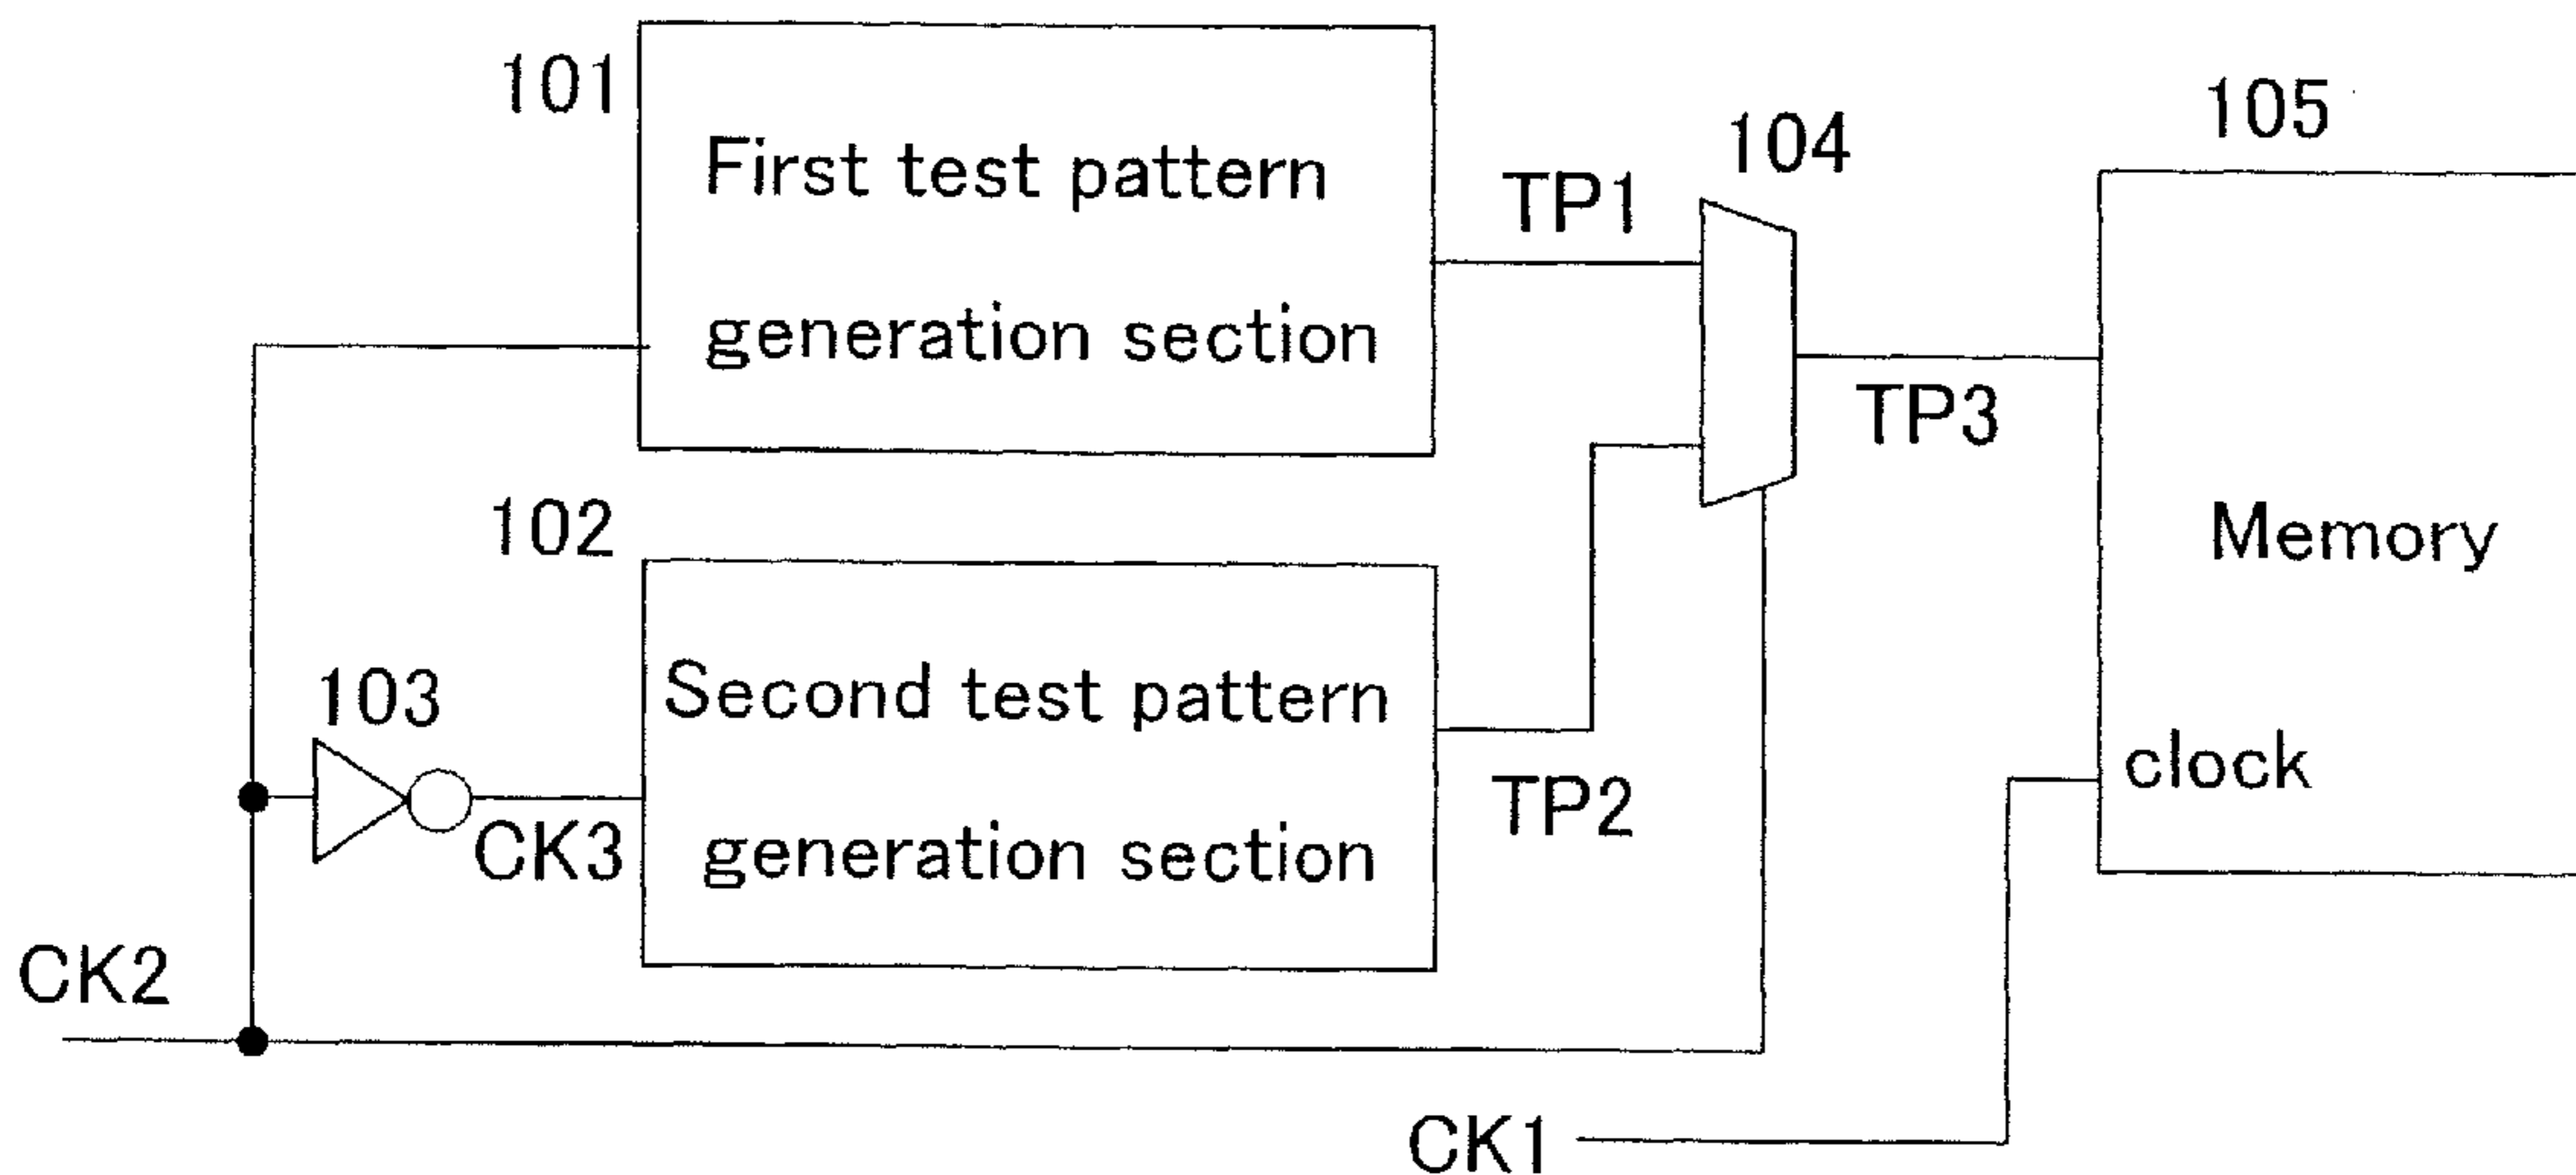 101
First test pattern
generation section
TP1
104
105
TP3
Memory
102
Second test pattern
generation section
TP2
103
CK3
clock
CK2
CK1